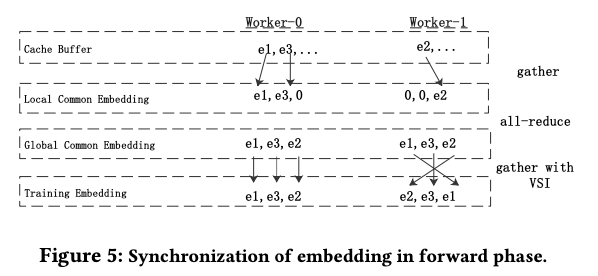 Worker-0 Worker-1
Cache Buffer e1, e3, ... e2, ...
gather
Local Common Embedding e1, e3, 0 0, 0, e2
all-reduce
Global Common Embedding e1, e3, e2 e1, e3, e2
gather with
VSI
Training Embedding e1, e3, e2 e2, e3, e1
Figure 5: Synchronization of embedding in forward phase.